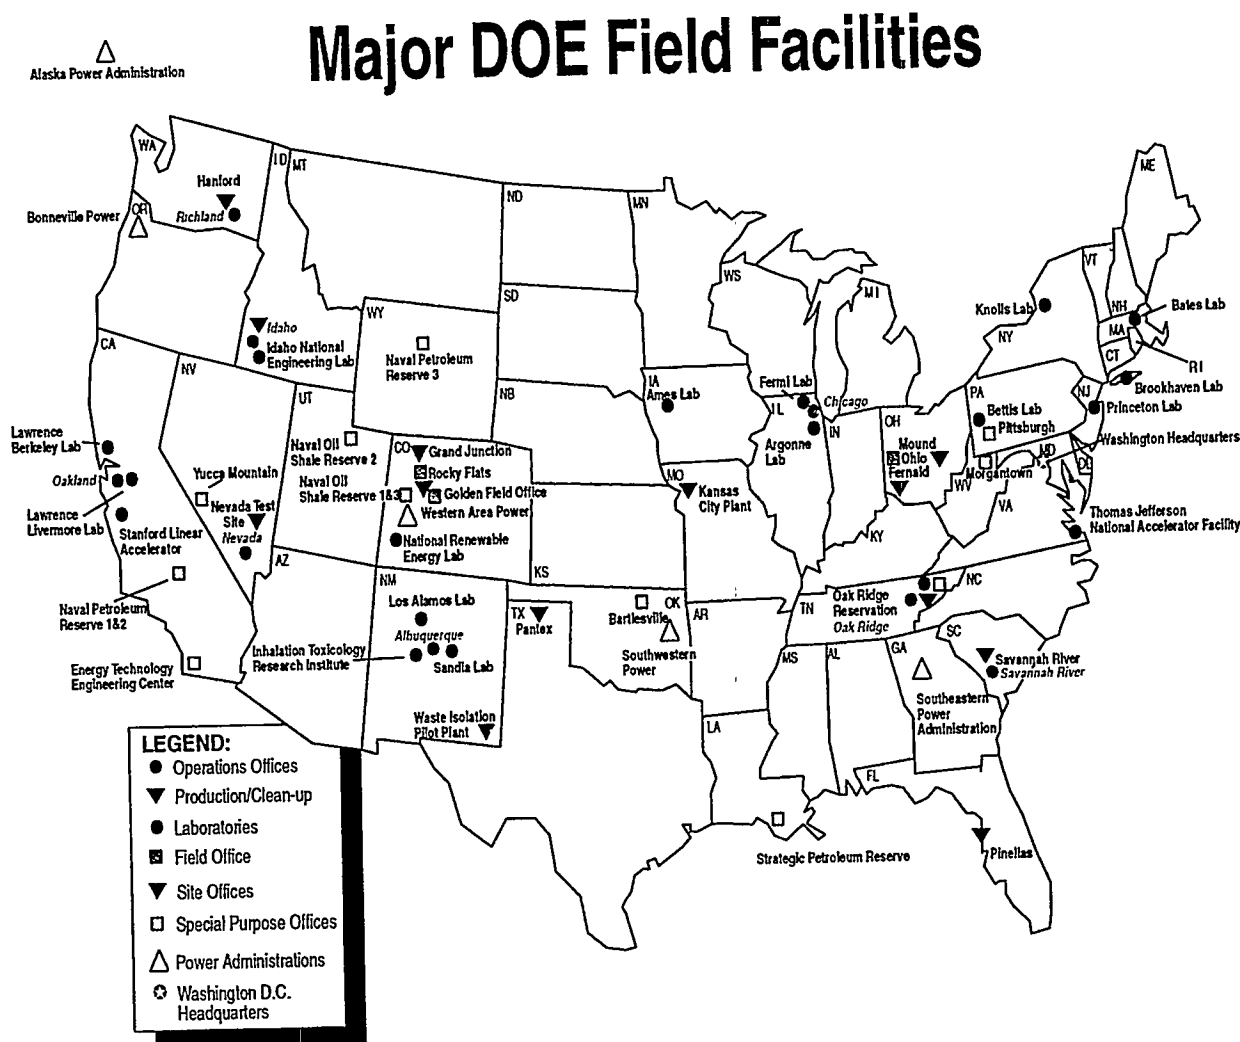 Major DOE Field Facilities
Alaska Power Administration
WA
ID
MT
ND
MN
ME
Hanford
Richland
OR
Bonneville Power
VT
WS
MI
SD
NH
Bates Lab
Knolls Lab
NY
MA
CT
RI
WY
Idaho
Idaho National
Engineering Lab
CA
Naval Petroleum
Reserve 3
NV
UT
NB
IA
Ames Lab
Fermi Lab
Chicago
IL
IN
Argonne
Lab
OH
PA
NJ
Brookhaven Lab
Bettis Lab
Pittsburgh
Princeton Lab
Washington Headquarters
MD
DE
Morgantown
WV
VA
Mound
Ohio
Fernald
Lawrence
Berkeley Lab
Oakland
Lawrence
Livermore Lab
Stanford Linear
Accelerator
Yucca Mountain
Nevada Test
Site
Nevada
Naval Oil
Shale Reserve 2
Naval Oil
Shale Reserve 1&3
CO
Grand Junction
Rocky Flats
Golden Field Office
Western Area Power
National Renewable
Energy Lab
MO
Kansas
City Plant
KY
Thomas Jefferson
National Accelerator Facility
Naval Petroleum
Reserve 1&2
AZ
NM
KS
Los Alamos Lab
Albuquerque
Inhalation Toxicology
Research Institute
Sandia Lab
TX
Pantex
Bartlesville
OK
AR
Southwestern
Power
TN
Oak Ridge
Reservation
Oak Ridge
NC
SC
Savannah River
Savannah River
MS
AL
GA
Southeastern
Power
Administration
Energy Technology
Engineering Center
Waste Isolation
Pilot Plant
LA
FL
Strategic Petroleum Reserve
Pinellas
LEGEND:
Operations Offices
Production/Clean-up
Laboratories
Field Office
Site Offices
Special Purpose Offices
Power Administrations
Washington D.C.
Headquarters